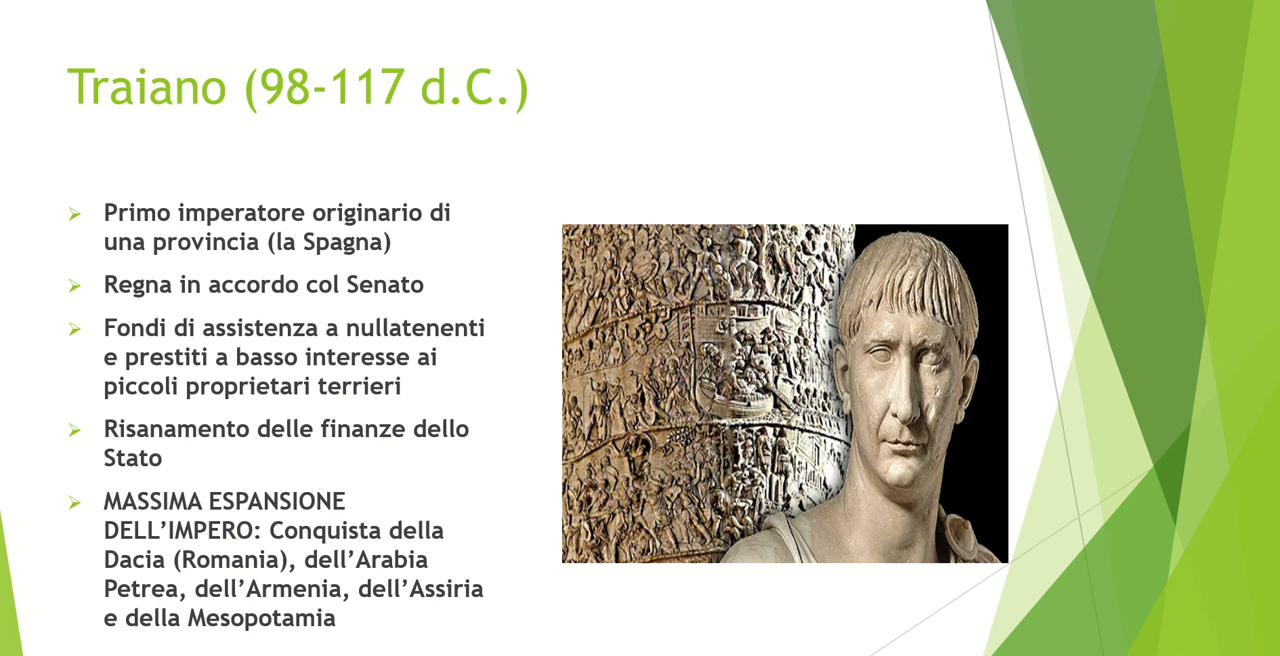 Traiano (98-117 d.C.)
Primo imperatore originario di
una provincia (la Spagna)
Regna in accordo col Senato
Fondi di assistenza a nullatenenti
e prestiti a basso interesse ai
piccoli proprietari terrieri
Risanamento delle finanze dello
Stato
MASSIMA ESPANSIONE
DELL’IMPERO: Conquista della
Dacia (Romania), dell’Arabia
Petrea, dell’Armenia, dell’Assiria
e della Mesopotamia